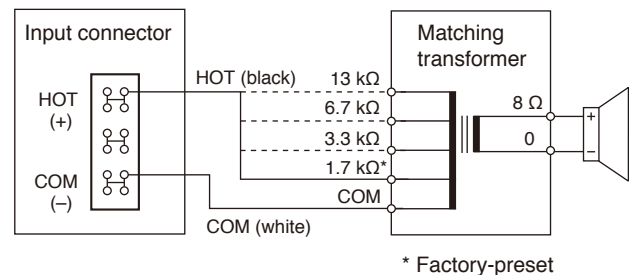 Input connector
HOT
(+)
COM
(–)
HOT (black)
COM (white)
13 kΩ
6.7 kΩ
3.3 kΩ
1.7 kΩ*
COM
Matching
transformer
8 Ω
0
+
–
* Factory-preset